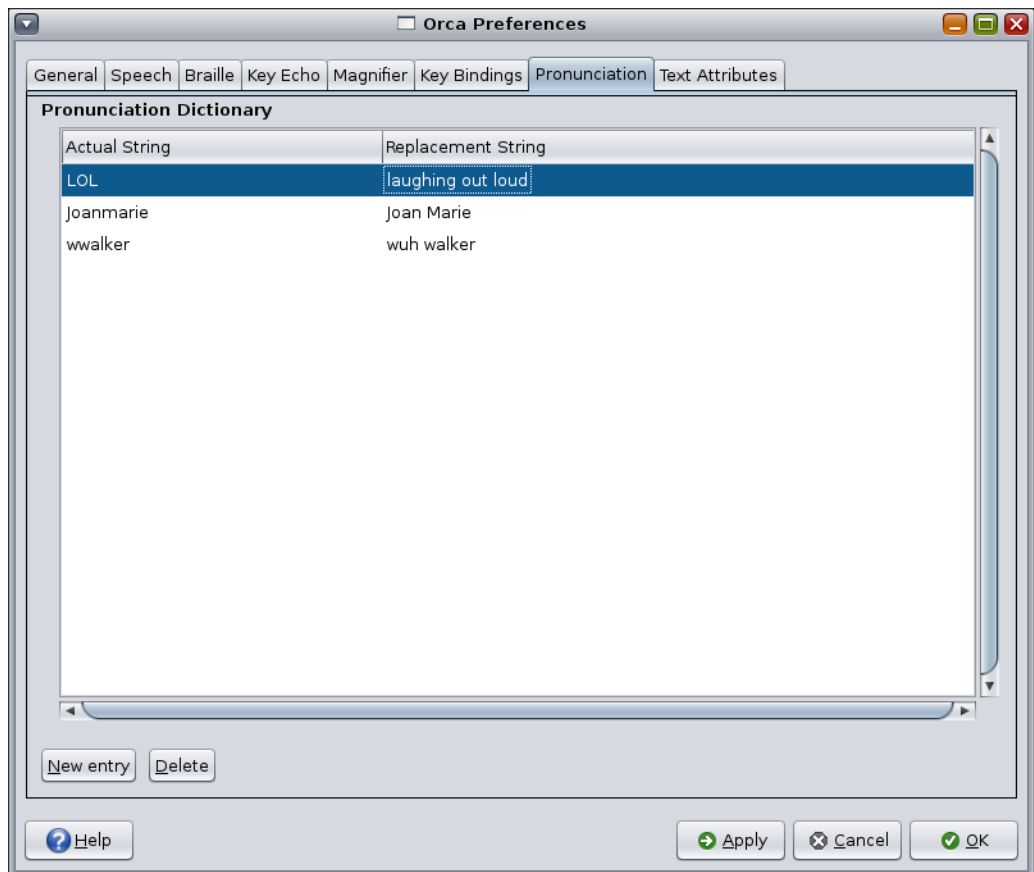 Orca Preferences
General Speech Braille Key Echo Magnifier Key Bindings Pronunciation Text Attributes
Pronunciation Dictionary
Actual String Replacement String
LOL laughing out loud
Joanmarie Joan Marie
wwalker wuh walker
New entry Delete
Help Apply Cancel OK